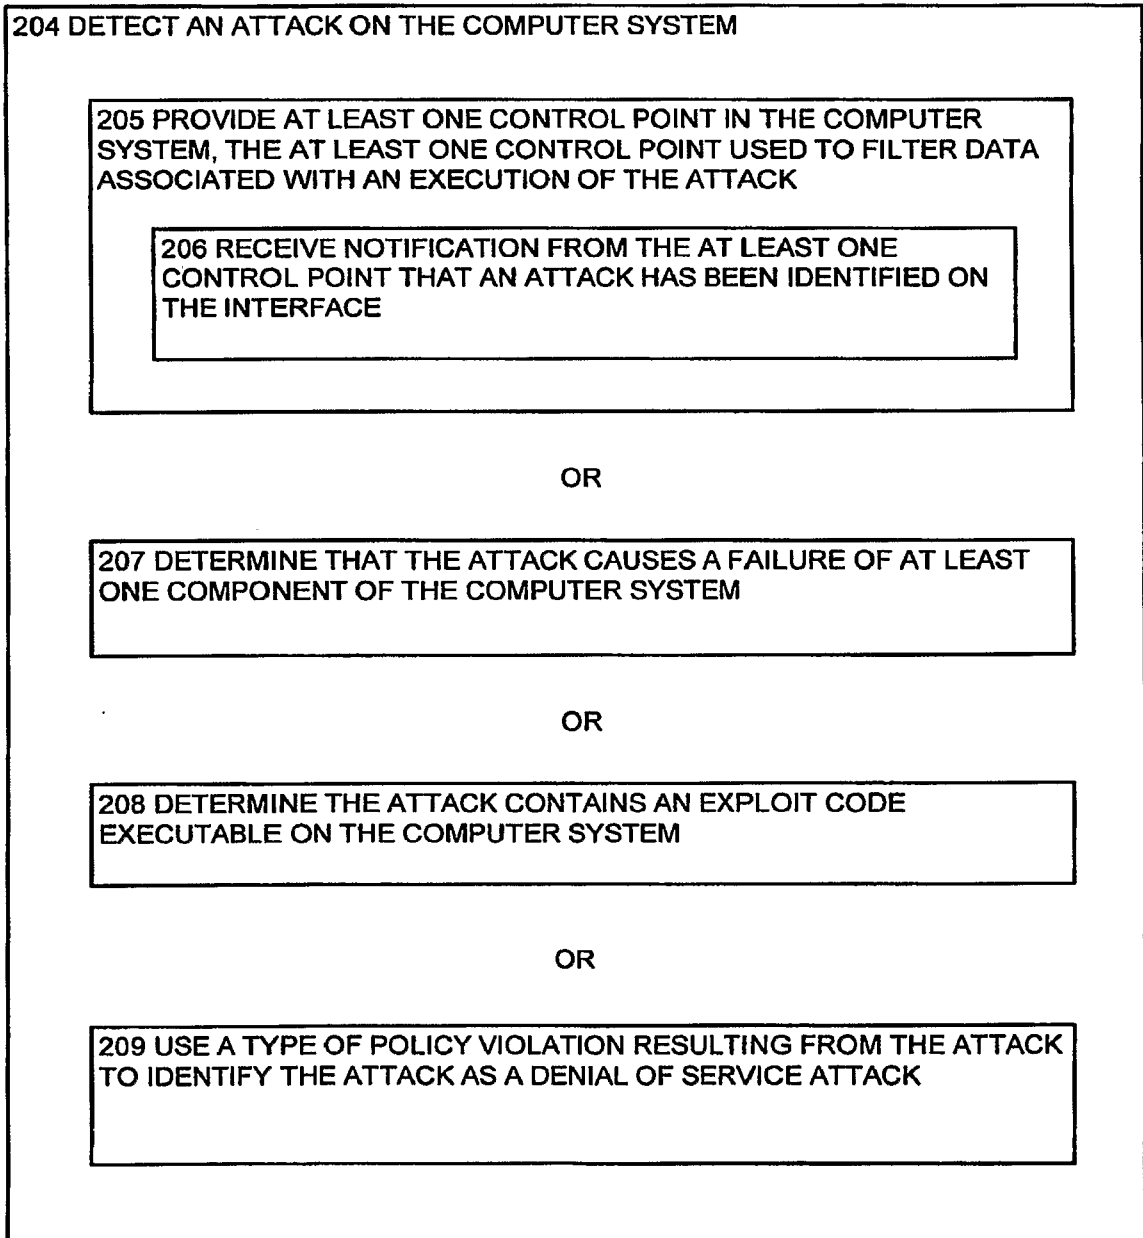 204 DETECT AN ATTACK ON THE COMPUTER SYSTEM
205 PROVIDE AT LEAST ONE CONTROL POINT IN THE COMPUTER
SYSTEM, THE AT LEAST ONE CONTROL POINT USED TO FILTER DATA
ASSOCIATED WITH AN EXECUTION OF THE ATTACK
206 RECEIVE NOTIFICATION FROM THE AT LEAST ONE
CONTROL POINT THAT AN ATTACK HAS BEEN IDENTIFIED ON
THE INTERFACE
OR
207 DETERMINE THAT THE ATTACK CAUSES A FAILURE OF AT LEAST
ONE COMPONENT OF THE COMPUTER SYSTEM
OR
208 DETERMINE THE ATTACK CONTAINS AN EXPLOIT CODE
EXECUTABLE ON THE COMPUTER SYSTEM
OR
209 USE A TYPE OF POLICY VIOLATION RESULTING FROM THE ATTACK
TO IDENTIFY THE ATTACK AS A DENIAL OF SERVICE ATTACK